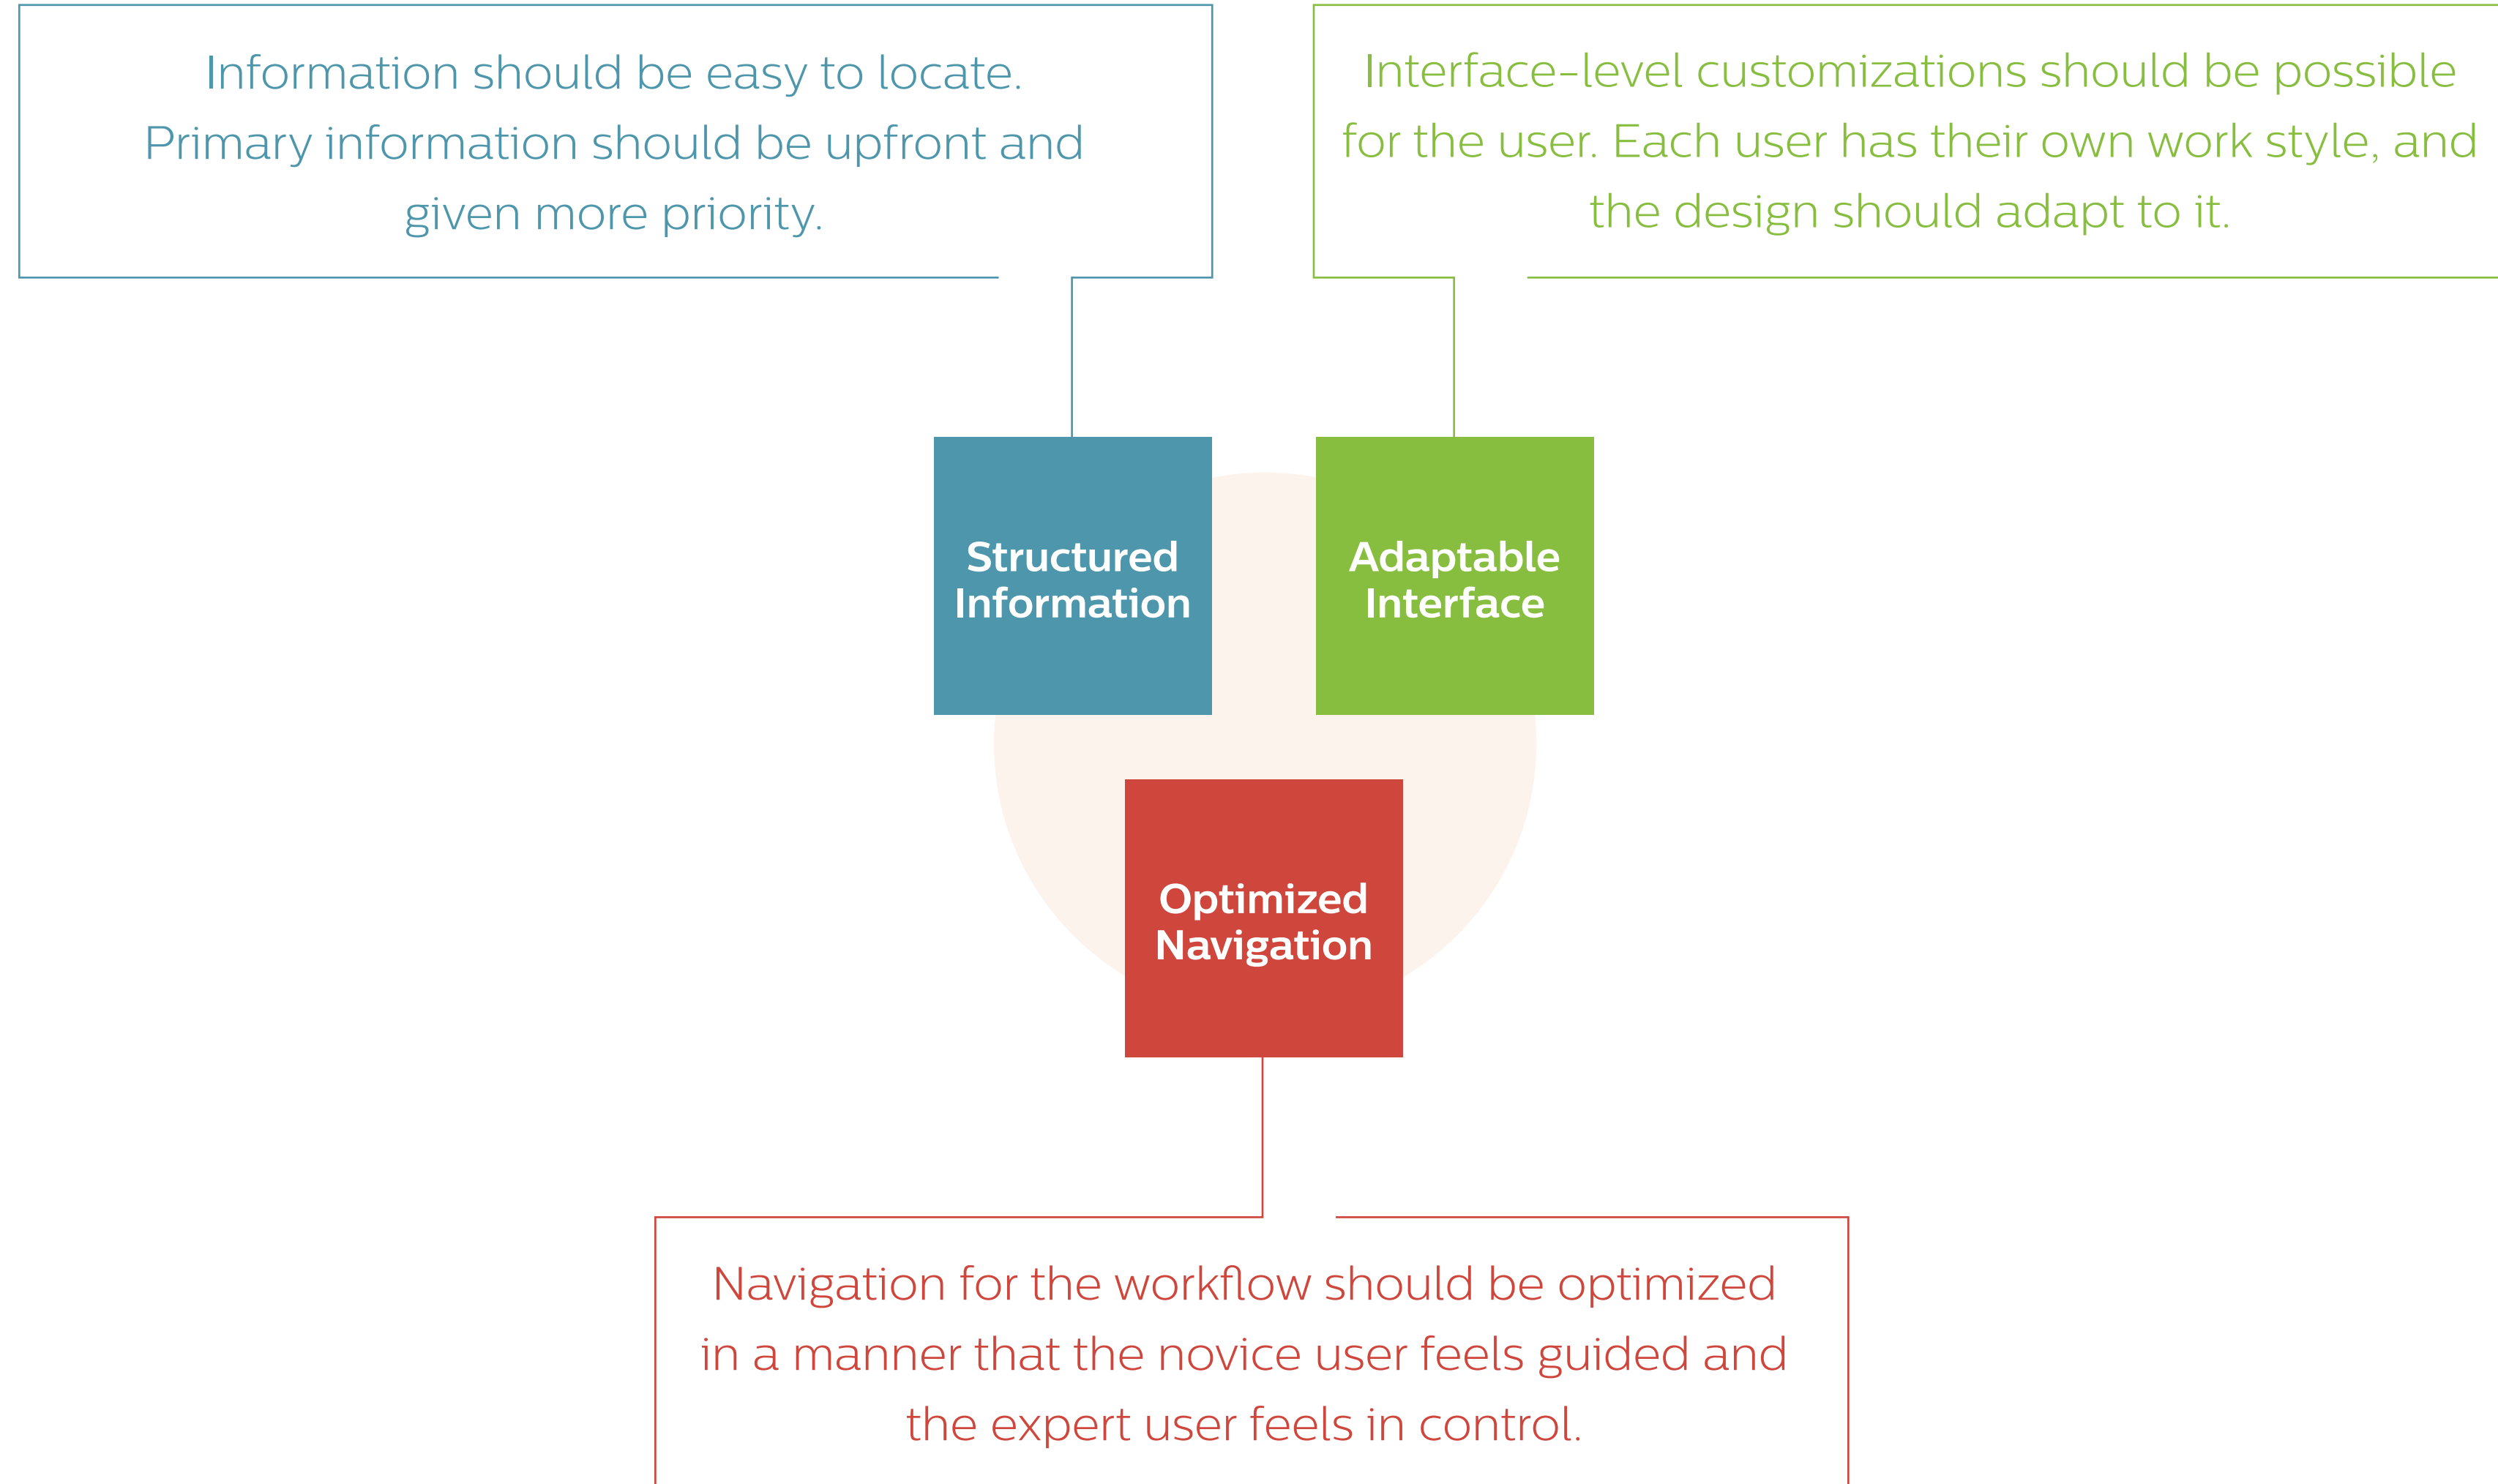 Information should be easy to locate.
Primary information should be upfront and
given more priority.
Interface-level customizations should be possible
for the user. Each user has their own work style, and
the design should adapt to it.
Structured
Information
Adaptable
Interface
Optimized
Navigation
Navigation for the workflow should be optimized
in a manner that the novice user feels guided and
the expert user feels in control.